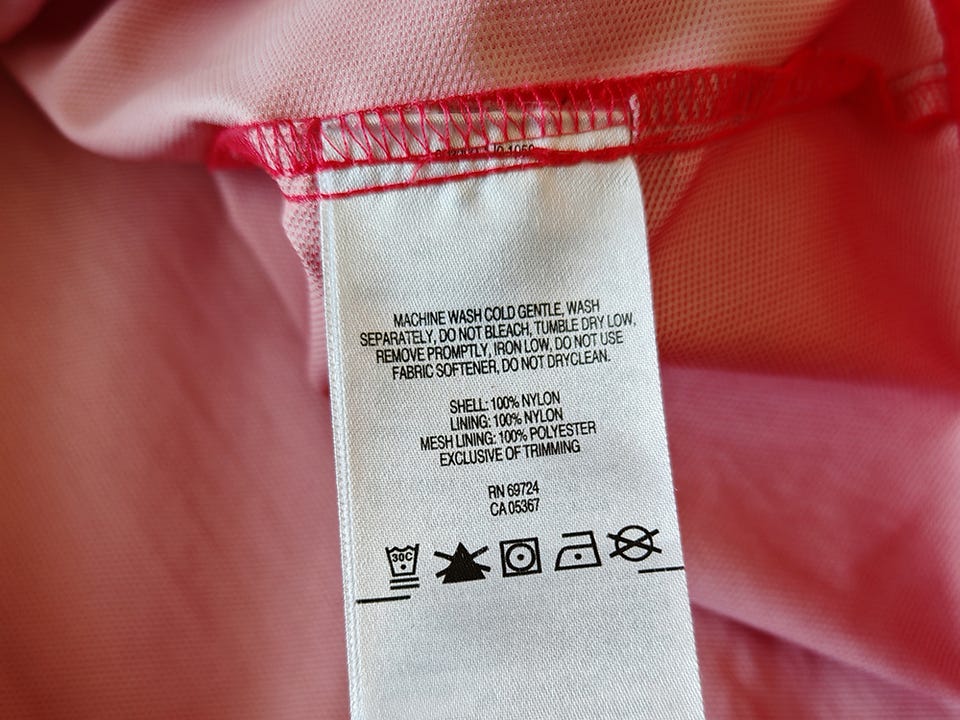 MACHINE WASH COLD GENTLE, WASH
SEPARATELY, DO NOT BLEACH, TUMBLE DRY LOW,
REMOVE PROMPTLY, IRON LOW. DO NOT USE
FABRIC SOFTENER, DO NOT DRYCLEAN.
SHELL: 100% NYLON
LINING: 100% NYLON
MESH LINING: 100% POLYESTER
EXCLUSIVE OF TRIMMING
RN 69724
CA 05367
30C